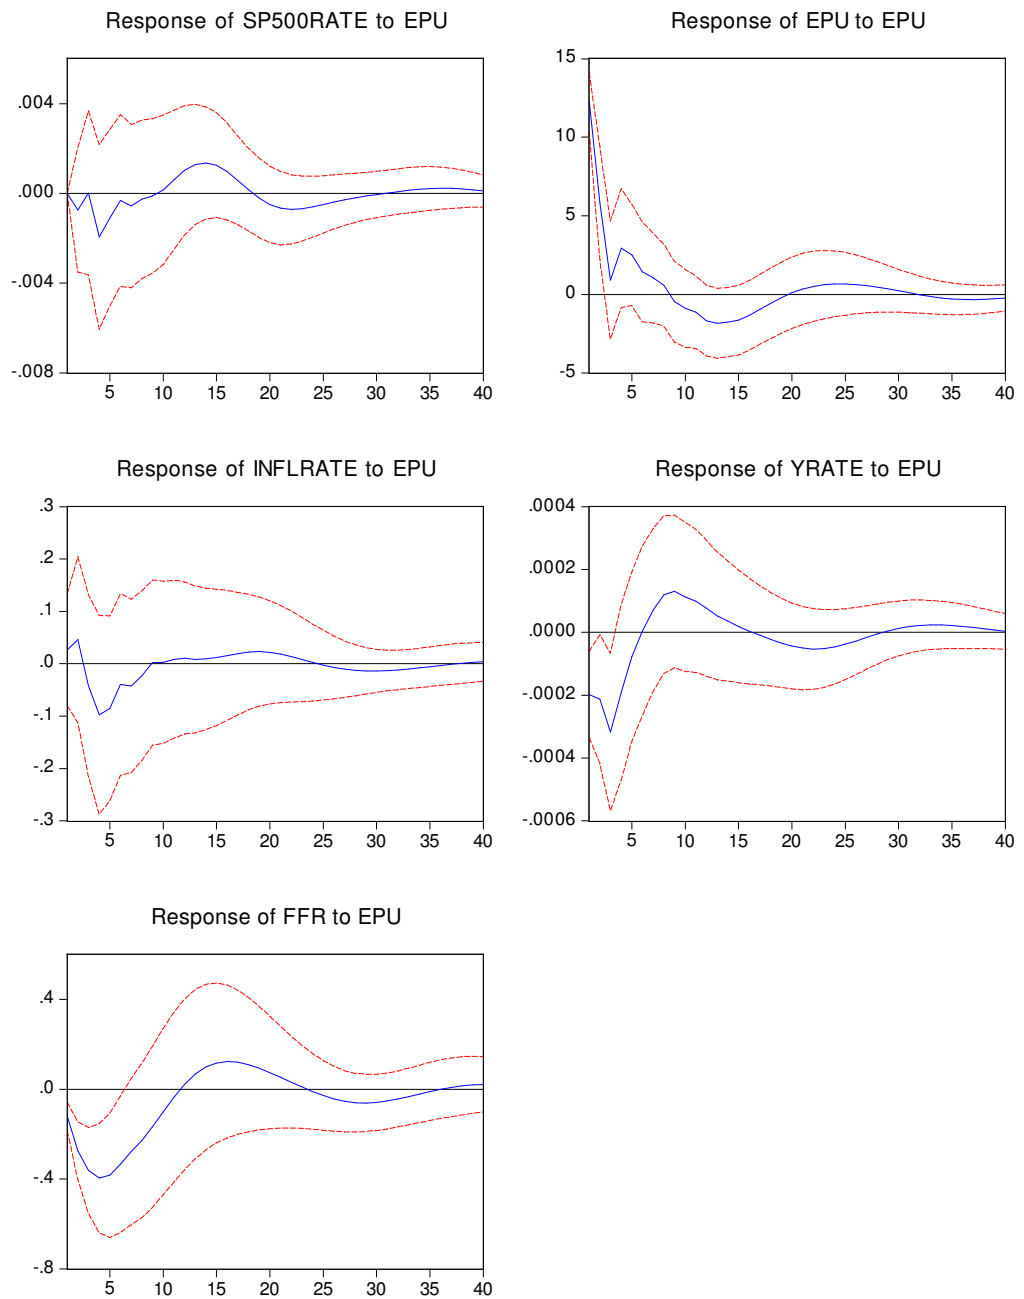 Response of SP500RATE to EPU
.004
.000
-.004
-.008
5 10 15 20 25 30 35 40
Response of EPU to EPU
15
10
5
0
-5
5 10 15 20 25 30 35 40
Response of INFLRATE to EPU
.3
.2
.1
.0
-.1
-.2
-.3
5 10 15 20 25 30 35 40
Response of YRATE to EPU
.0004
.0002
.0000
-.0002
-.0004
-.0006
5 10 15 20 25 30 35 40
Response of FFR to EPU
.4
.0
-.4
-.8
5 10 15 20 25 30 35 40